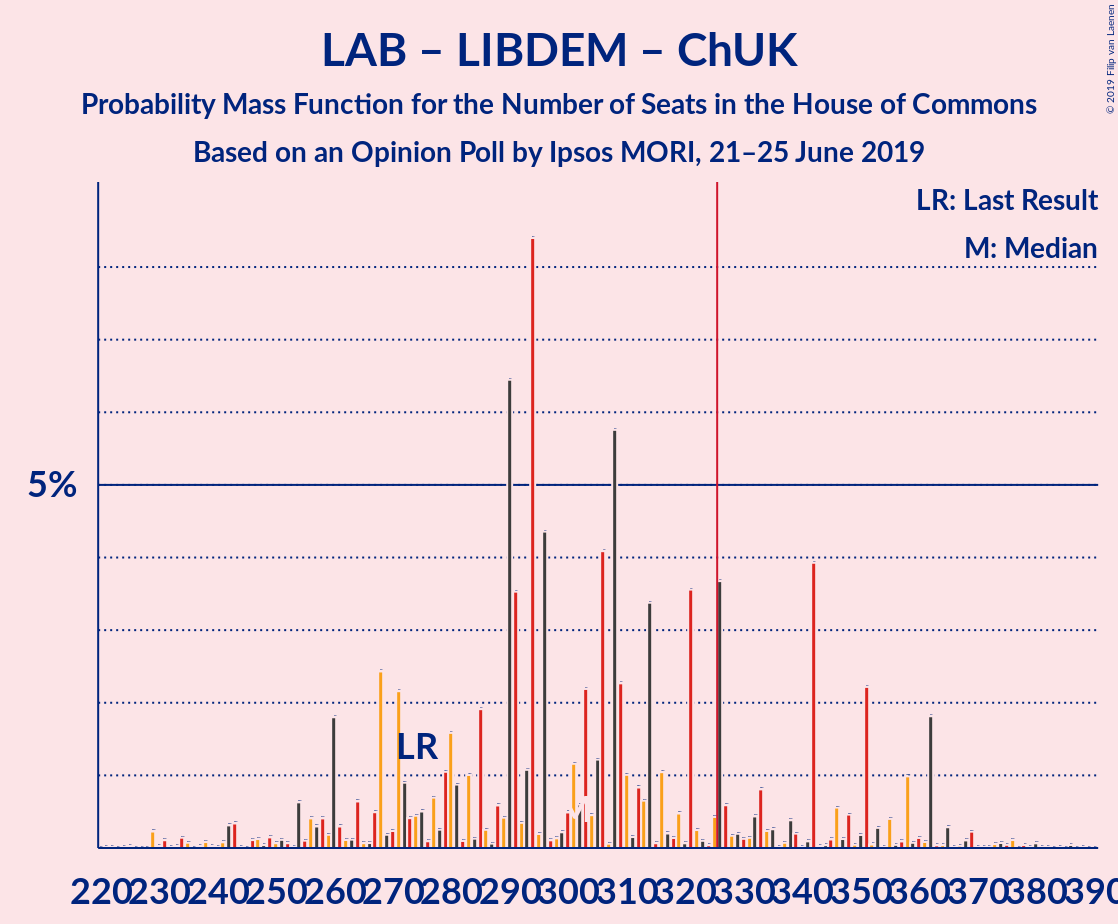 LAB – LIBDEM – ChUK
Probability Mass Function for the Number of Seats in the House of Commons
Based on an Opinion Poll by Ipsos MORI, 21–25 June 2019
© 2019 Filip van Laenen
LR: Last Result
M: Median
5%
LR
M
220 230 240 250 260 270 280 290 300 310 320 330 340 350 360 370 380 390